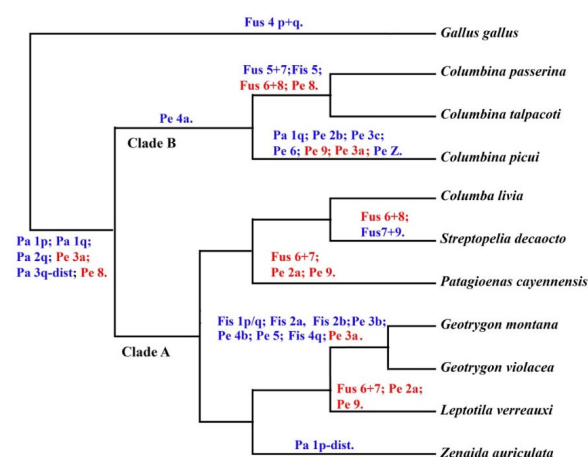 Fus 4 p+q.
Gallus gallus
Fus 5+7;Fis 5;
Fus 6+8; Pe 8.
Columbina passerina
Pe 4a.
Columbina talpacoti
Clade B
Pa 1q; Pe 2b; Pe 3c;
Pe 6; Pe 9; Pe 3a; Pe Z.
Columbina picui
Columba livia
Fus 6+8;
Fus7+9.
Streptopelia decaocto
Pa 1p; Pa 1q;
Pa 2q; Pe 3a;
Pa 3q-dist; Pe 8.
Fus 6+7;
Pe 2a; Pe 9.
Patagioenas cayennensis
Fis 1p/q; Fis 2a, Fis 2b;Pe 3b;
Pe 4b; Pe 5; Fis 4q; Pe 3a.
Geotrygon montana
Clade A
Geotrygon violacea
Fus 6+7; Pe 2a;
Pe 9.
Leptotila verreauxi
Pa 1p-dist.
Zenaida auriculata